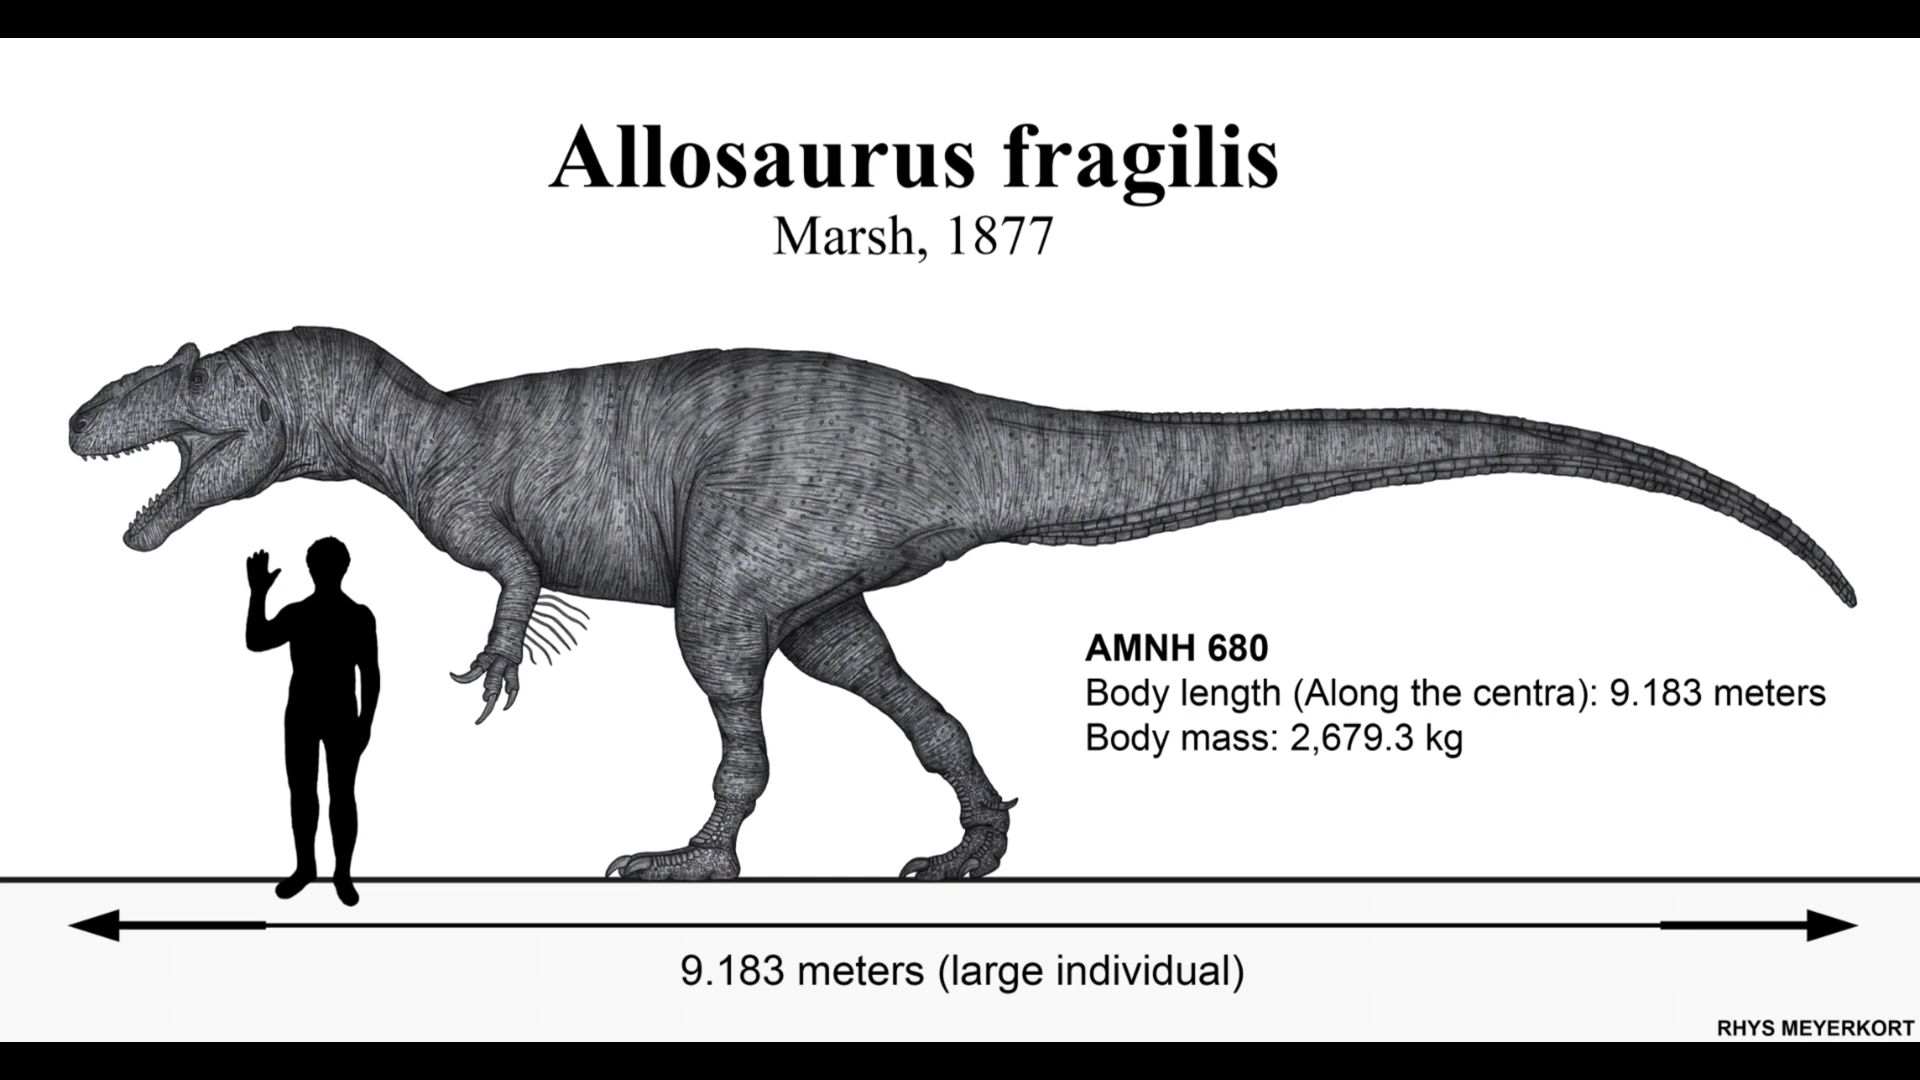 Allosaurus fragilis
Marsh, 1877
AMNH 680
Body length (Along the centra): 9.183 meters
Body mass: 2,679.3 kg
9.183 meters (large individual)
RHYS MEYERKORT